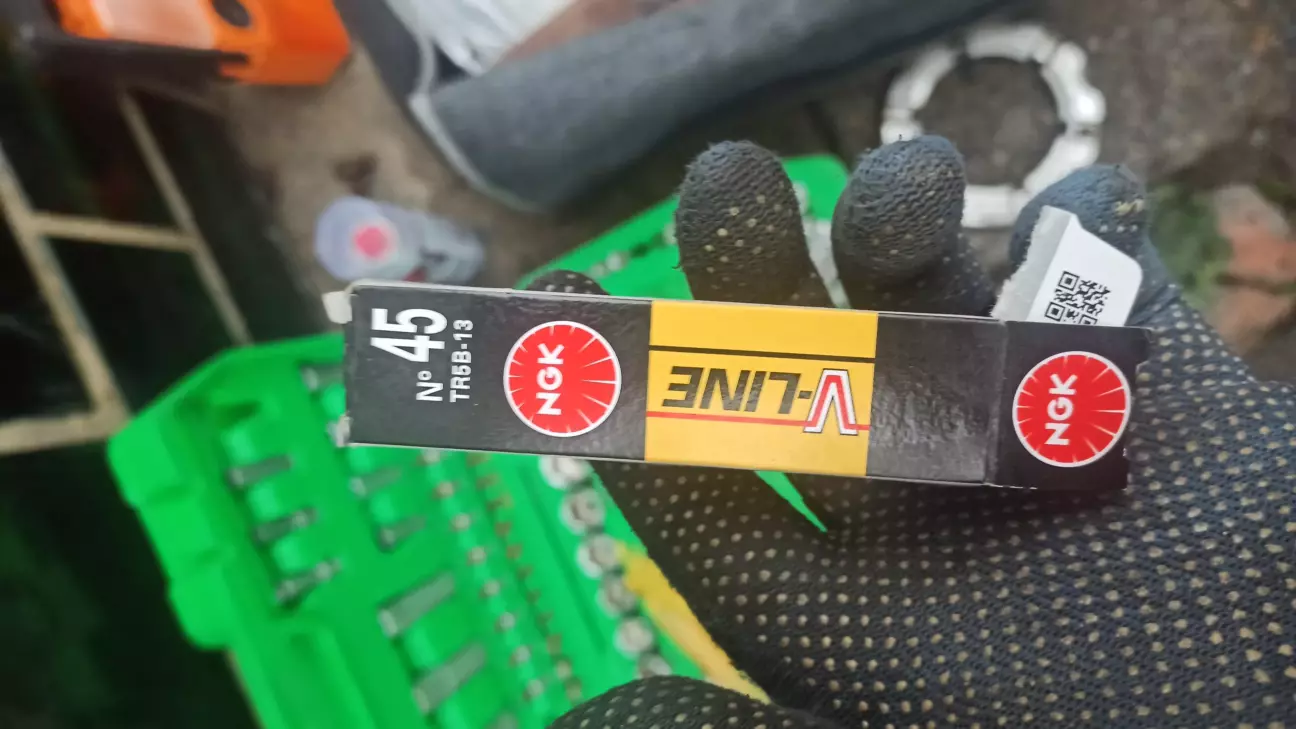 Nº 45
TR5B-13
NGK
V-LINE
NGK